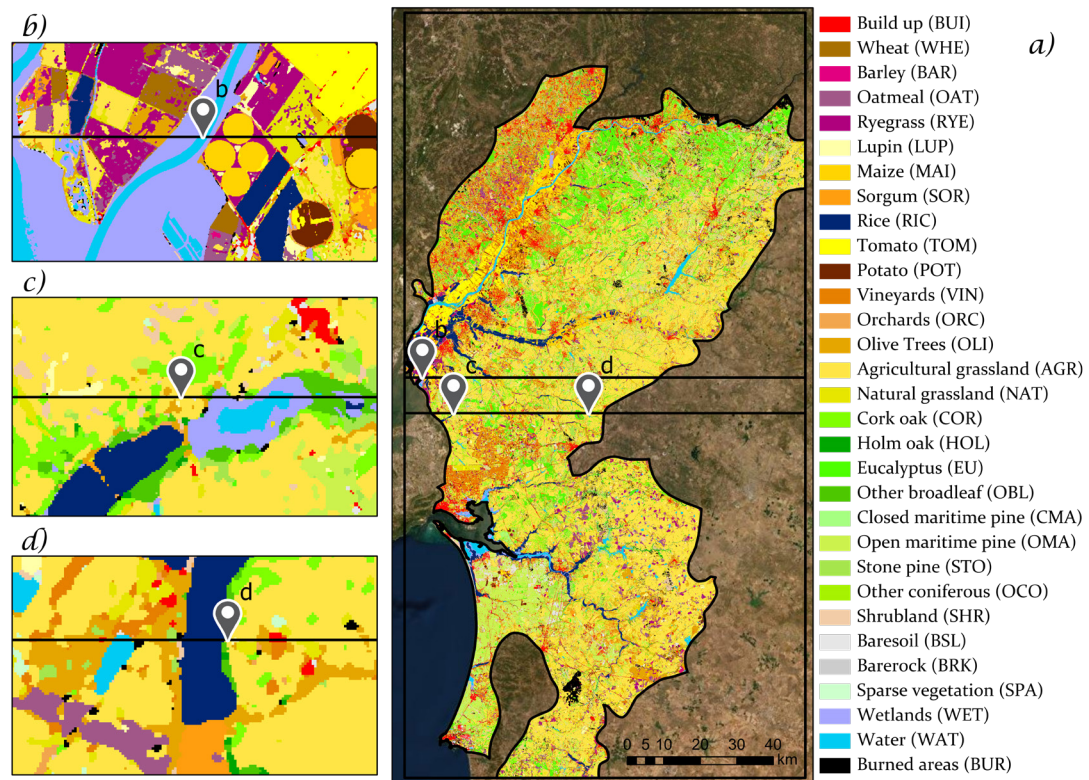 b)
b
c)
c
d)
d
b
c
d
0 5 10 20 30 40
km
a)
Build up (BUI)
Wheat (WHE)
Barley (BAR)
Oatmeal (OAT)
Ryegrass (RYE)
Lupin (LUP)
Maize (MAI)
Sorgum (SOR)
Rice (RIC)
Tomato (TOM)
Potato (POT)
Vineyards (VIN)
Orchards (ORC)
Olive Trees (OLI)
Agricultural grassland (AGR)
Natural grassland (NAT)
Cork oak (COR)
Holm oak (HOL)
Eucalyptus (EU)
Other broadleaf (OBL)
Closed maritime pine (CMA)
Open maritime pine (OMA)
Stone pine (STO)
Other coniferous (OCO)
Shrubland (SHR)
Baresoil (BSL)
Barerock (BRK)
Sparse vegetation (SPA)
Wetlands (WET)
Water (WAT)
Burned areas (BUR)